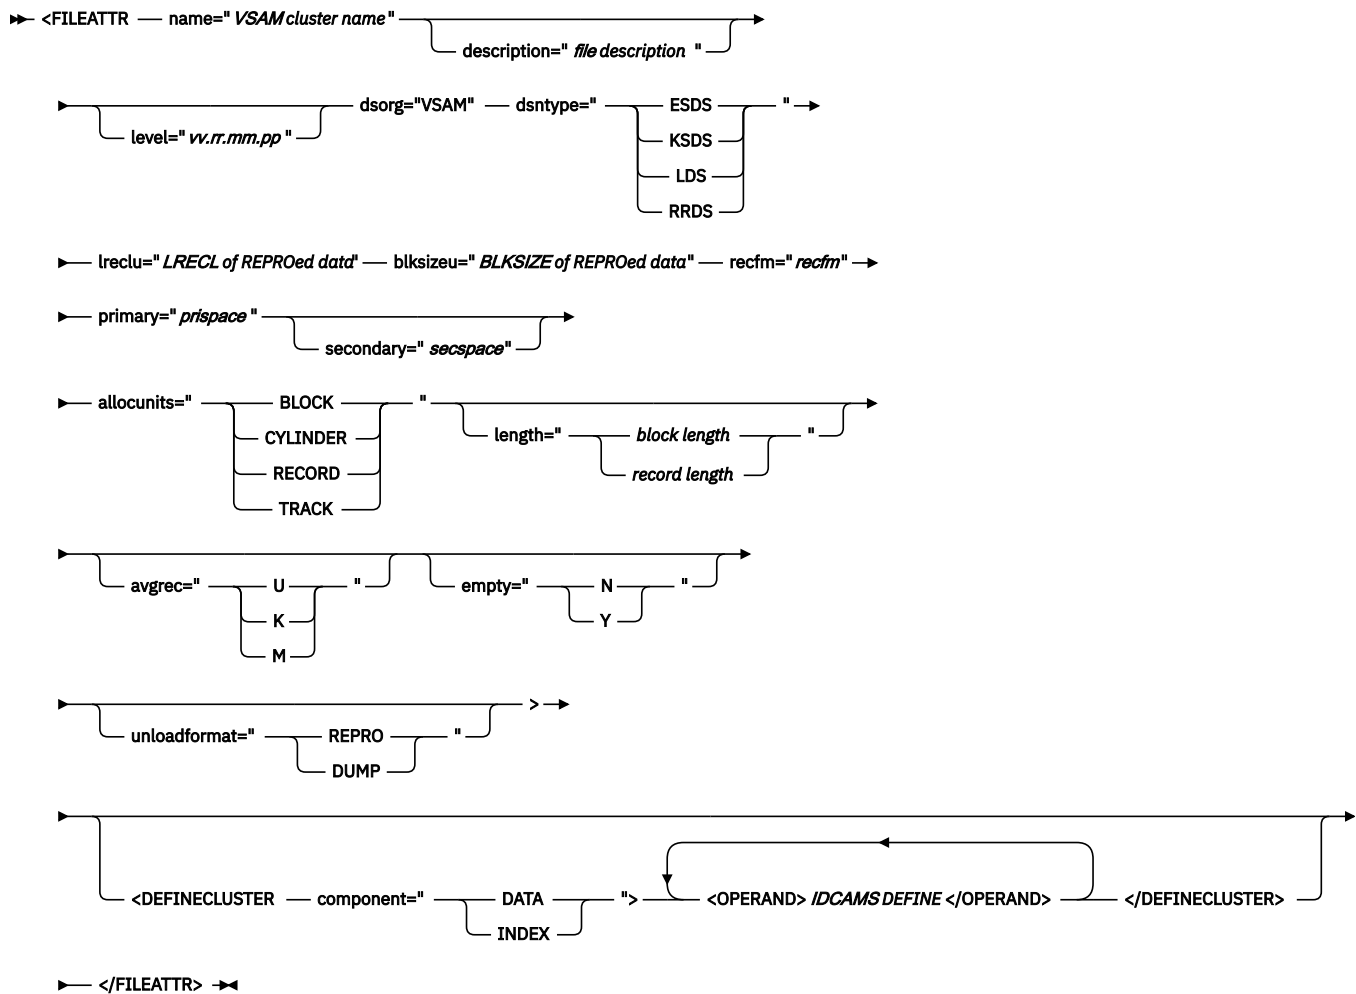 <FILEATTR name=" VSAM cluster name "
description=" file description "
level=" vv.rr.mm.pp " dsorg="VSAM" dsntype=" ESDS "
KSDS
LDS
RRDS
lreclu=" LRECL of REPROed data" blksizeu=" BLKSIZE of REPROed data" recfm=" recfm "
primary=" prispace "
secondary=" secspace"
allocunits=" BLOCK "
CYLINDER
RECORD
TRACK
length=" block length "
record length
avgrec=" U "
K
M
empty=" N "
Y
unloadformat=" REPRO " >
DUMP
<DEFINECLUSTER component=" DATA "> <OPERAND> IDCAMS DEFINE </OPERAND> </DEFINECLUSTER>
INDEX
</FILEATTR>